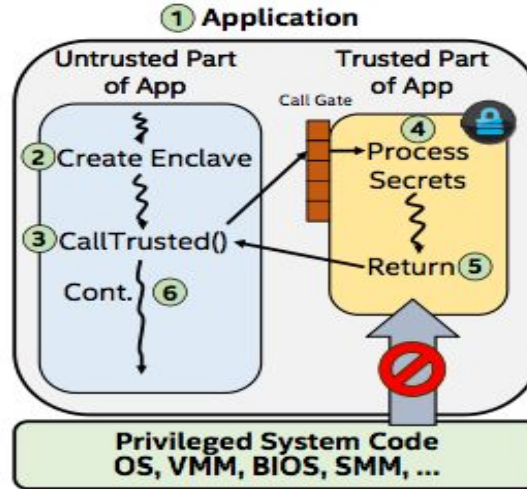 1 Application
Untrusted Part
of App
Trusted Part
of App
Call Gate
2 Create Enclave
3 CallTrusted()
Cont. 6
4
Process
Secrets
Return 5
Privileged System Code
OS, VMM, BIOS, SMM, ...